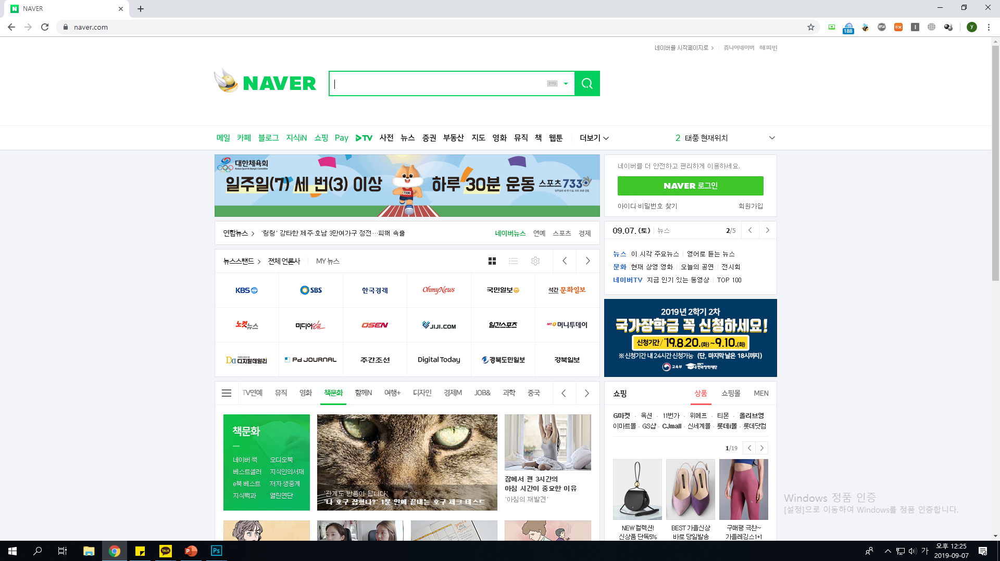 NAVER
naver.com
188
EX
y
네이버를 시작페이지로 >
쥬니어네이버 해피빈
NAVER
메일 카페 블로그 지식iN 쇼핑 Pay TV 사전 뉴스 증권 부동산 지도 영화 뮤직 책 웹툰 더보기
2 태풍 현재위치
대한체육회
Korean Sport & Olympic Committee
일주일(7) 세 번(3) 이상 하루 30분 운동 스포츠 7330
일주일에 세 번 이상, 하루 30분 운동
7330
네이버를 더 안전하고 편리하게 이용하세요.
NAVER 로그인
아이디·비밀번호 찾기 회원가입
연합뉴스 > '링링' 강타한 제주·호남 3만여가구 정전…피해 속출
네이버뉴스 연예 스포츠 경제
09.07. (토) 뉴스 2/5
뉴스 이 시각 주요뉴스 영어로 듣는 뉴스
문화 현재 상영 영화 오늘의 공연 전시회
네이버TV 지금 인기 있는 동영상 TOP 100
뉴스스탠드 > 전체 언론사 MY 뉴스
KBS SBS 한국경제 OhmyNews 국민일보 석간 문화일보
노컷뉴스 미디어오늘 OSEN JIJI.COM 일간스포츠 MT 머니투데이
디지털데일리 Pd JOURNAL 주간조선 Digital Today 경북도민일보 경북일보
2019년 2학기 2차
국가장학금 꼭 신청하세요!
신청기간 / '19.8.20.(화) ~ 9.10.(화)
※ 신청기간 내 24시간 신청가능 (단, 마지막 날은 18시까지)
교육부 한국장학재단
TV연예 뮤직 영화 책문화 함께N 여행+ 디자인 경제M JOB& 과학 중국
책문화
네이버 책 오디오북
베스트셀러 지식인의서재
e북 베스트 저자 생중계
지식백과 열린연단
'관계도 반품이 됩니다'
'나 호구 잡혔나?' 1분 안에 끝내는 호구 체크 테스트
잠에서 깬 3시간의
아침 시간이 중요한 이유
'아침의 재발견'
쇼핑 상품 쇼핑몰 MEN
G마켓 · 옥션 · 11번가 · 위메프 · 티몬 · 올리브영
이마트몰 · GS샵 · CJmall · 신세계몰 · 롯데i몰 · 롯데닷컴
1/19
NEW 컬렉션!
신상품 단독5%
BEST 가을신상
바로 당일발송
구매평 극찬~
가을레깅스1+1
Windows 정품 인증
[설정]으로 이동하여 Windows를 정품 인증합니다.
TALK
P
Ps
가
오후 12:25
2019-09-07